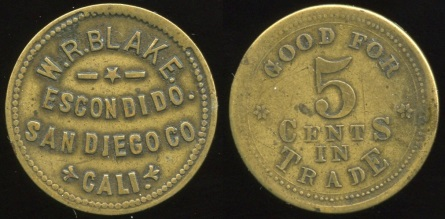 W.R.BLAKE.
ESCONDIDO.
SAN DIEGO CO
CALI.
GOOD FOR
5
CENTS
IN
TRADE